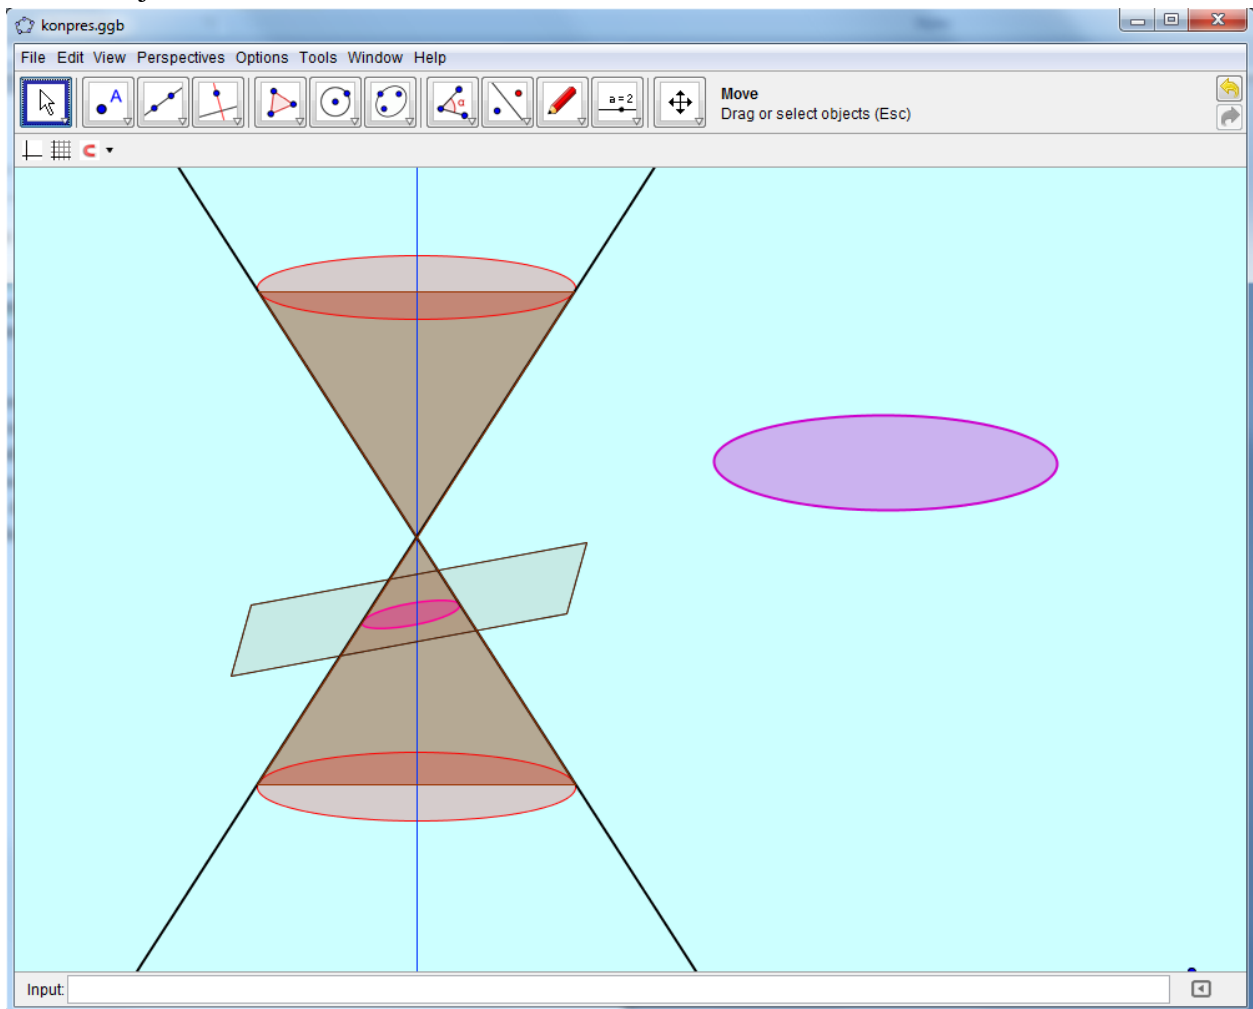 konpres.ggb
File Edit View Perspectives Options Tools Window Help
A
α
a=2
Move
Drag or select objects (Esc)
Input: